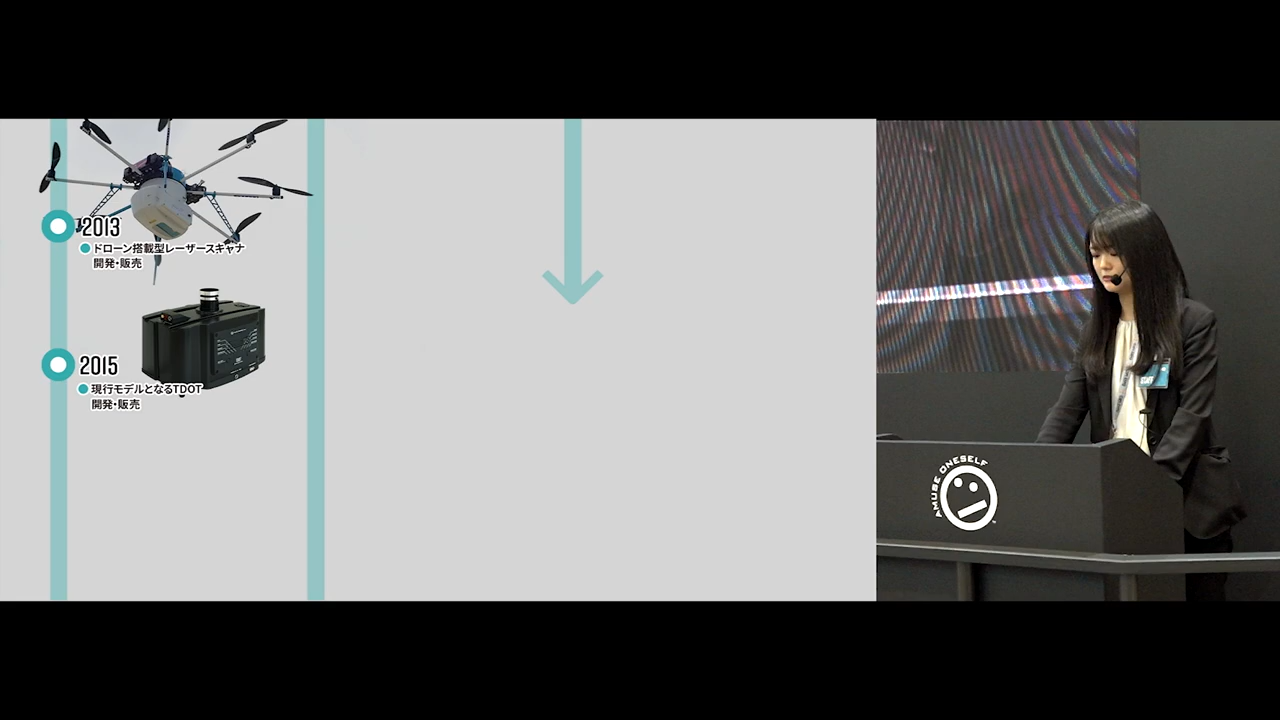 2013
ドローン搭載型レーザースキャナ
開発・販売
2015
現行モデルとなるTDOT
開発・販売
AMUSE ONESELF
STAFF